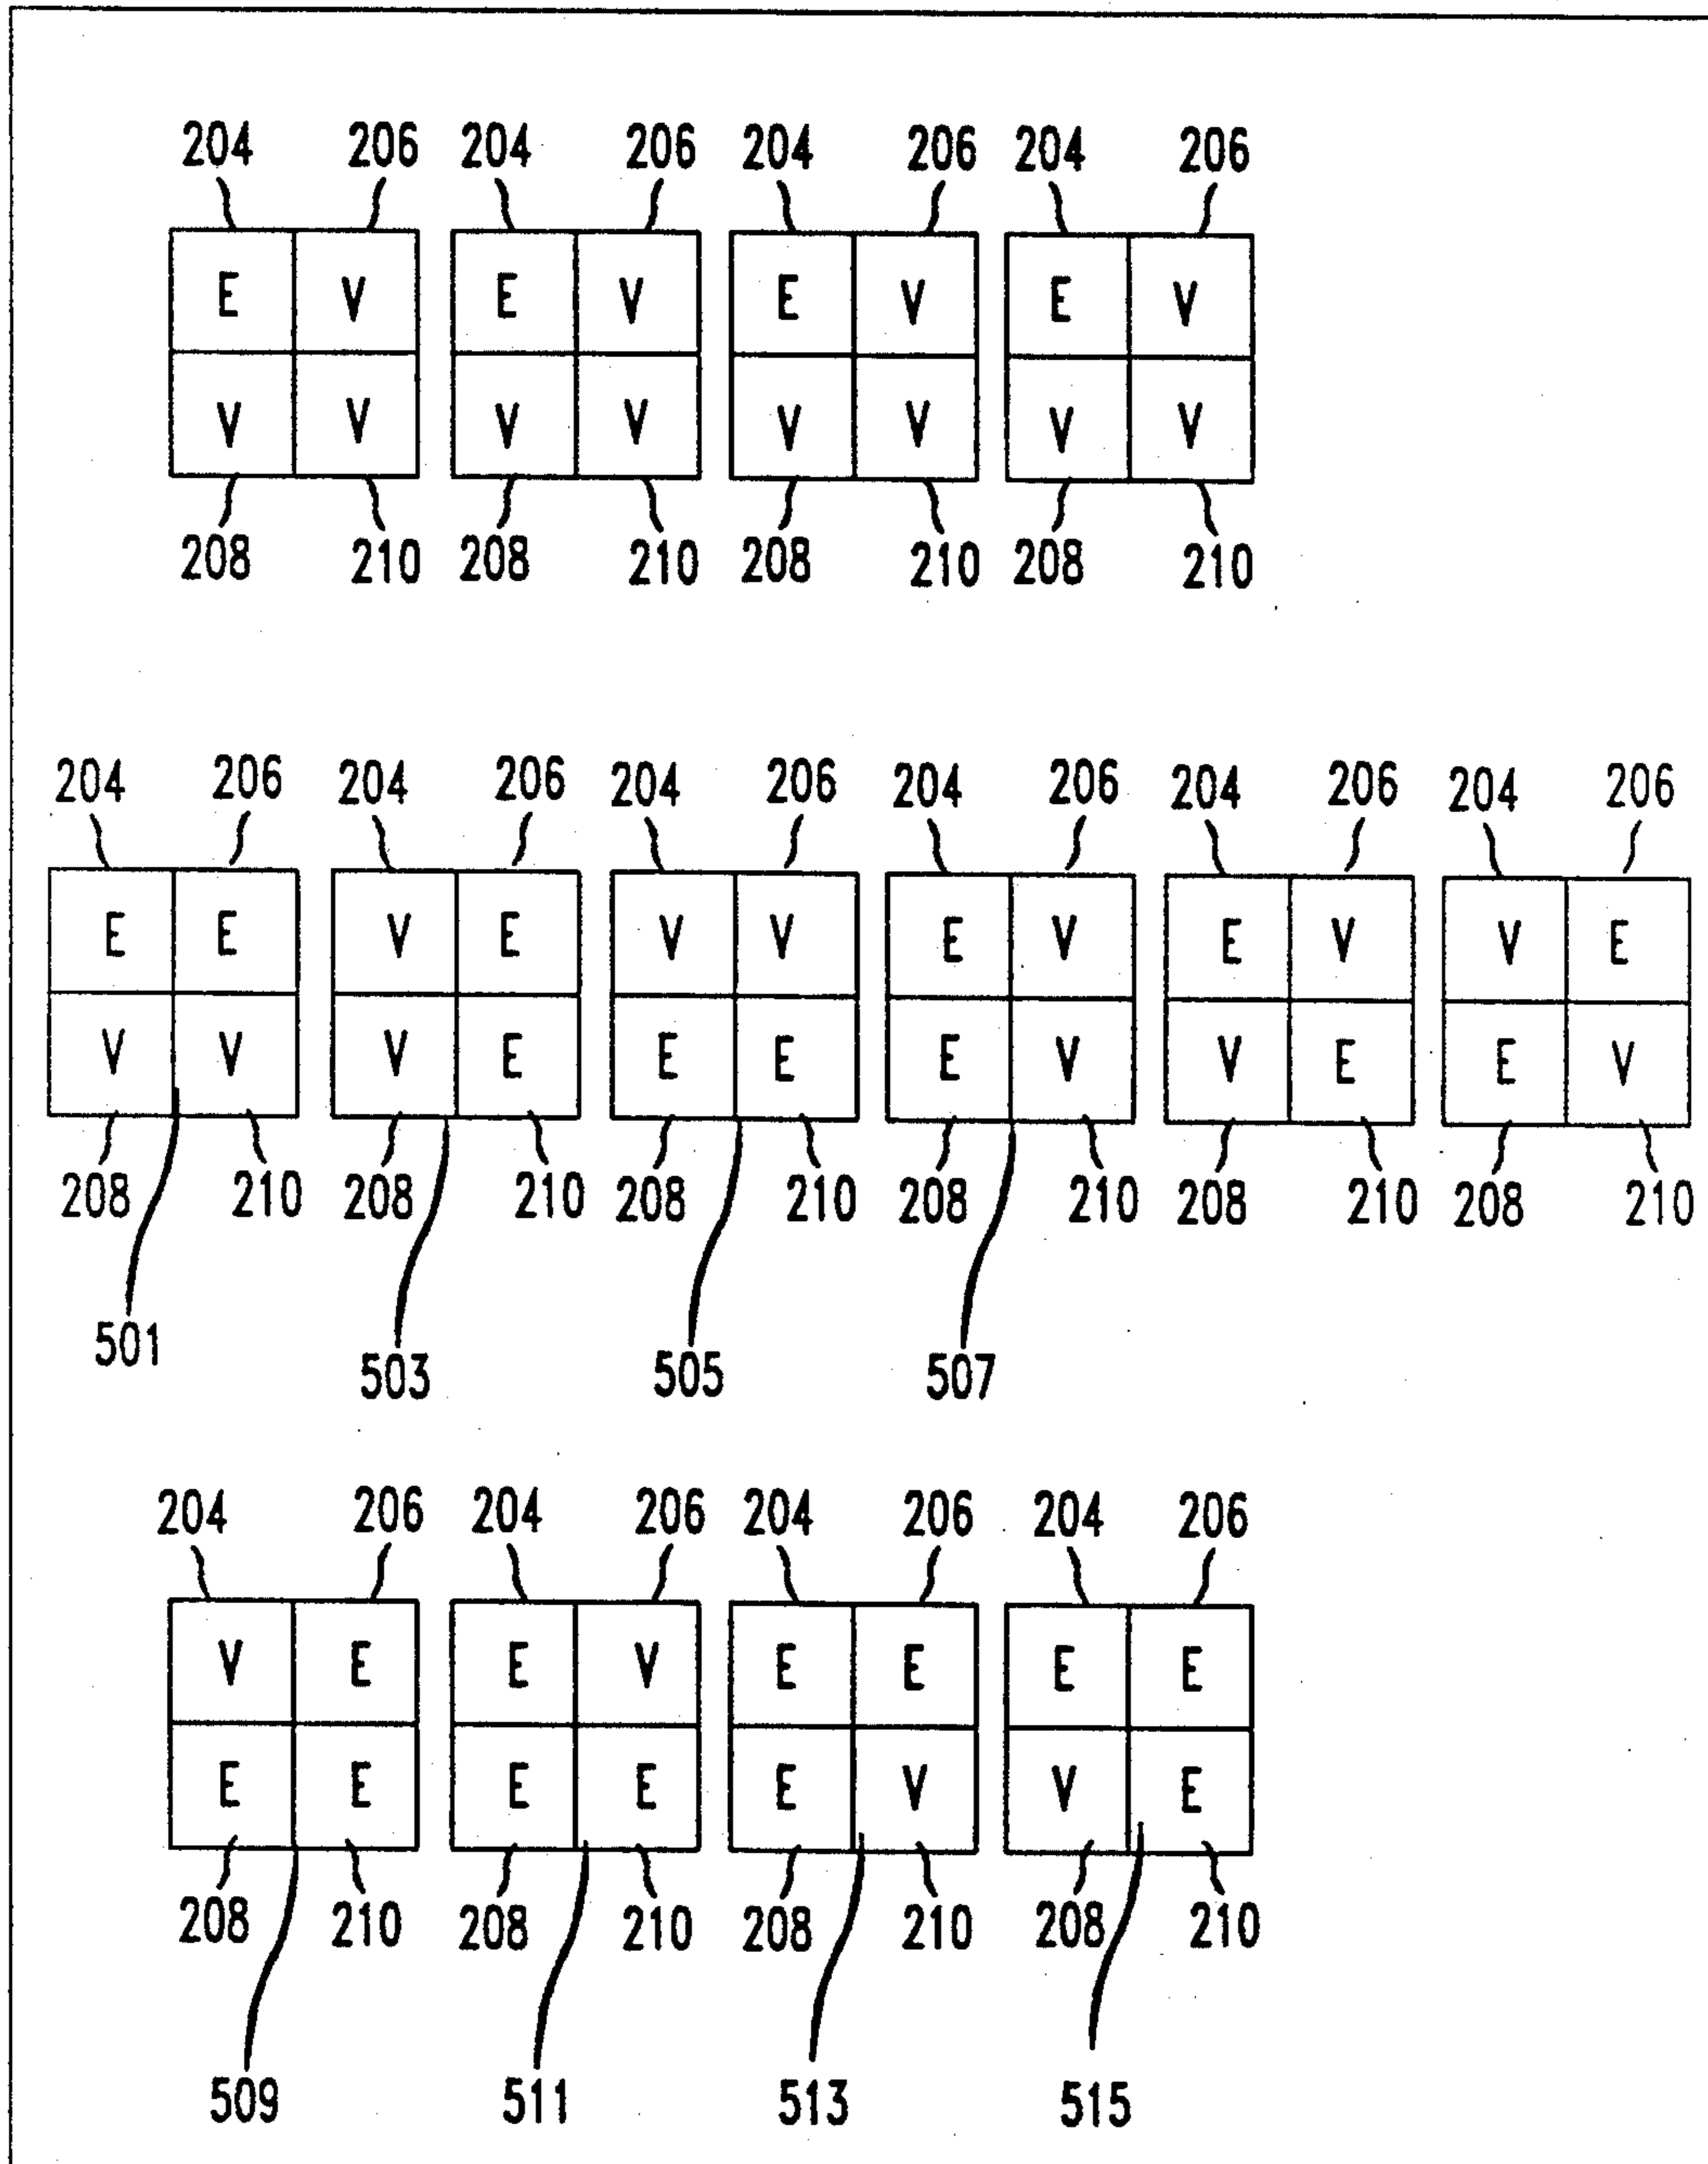 204 206 204 206 204 206 204 206
E V E V E V E V
V V V V V V V V
208 210 208 210 208 210 208 210
204 206 204 206 204 206 204 206 204 206 204 206
E E V E V V E V E V V E
V V V E E E E V V E E V
208 210 208 210 208 210 208 210 208 210 208 210
501 503 505 507
204 206 204 206 204 206 204 206
V E E V E E E E
E E E E E V V E
208 210 208 210 208 210 208 210
509 511 513 515